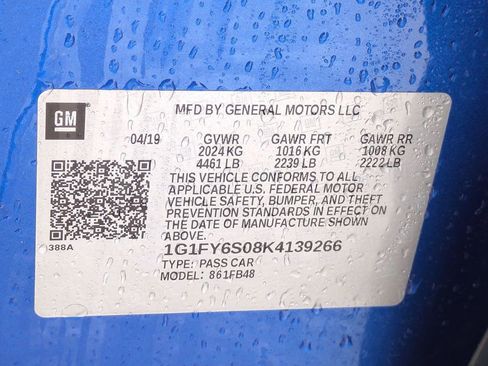 GM
MFD BY GENERAL MOTORS LLC
04/19 GVWR GAWR FRT GAWR RR
2024 KG 1016 KG 1008 KG
4461 LB 2239 LB 2222 LB
THIS VEHICLE CONFORMS TO ALL
APPLICABLE U.S. FEDERAL MOTOR
VEHICLE SAFETY, BUMPER, AND THEFT
PREVENTION STANDARDS IN EFFECT ON
THE DATE OF MANUFACTURE SHOWN
ABOVE.
388A
1G1FY6S08K4139266
TYPE: PASS CAR
MODEL: 861FB48